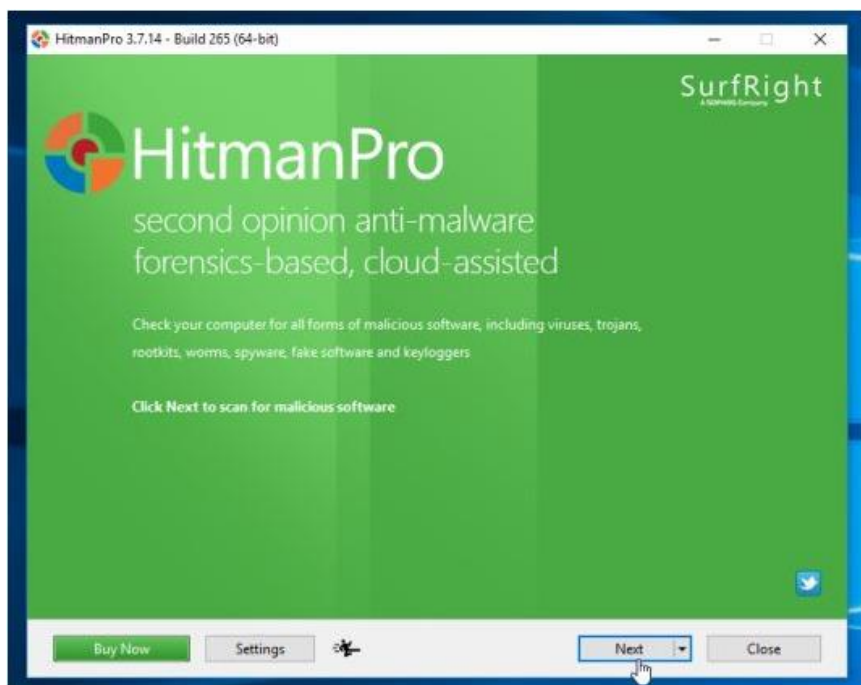 HitmanPro 3.7.14 - Build 265 (64-bit)
SurfRight
A SOPHOS Company
HitmanPro
second opinion anti-malware
forensics-based, cloud-assisted
Check your computer for all forms of malicious software, including viruses, trojans,
rootkits, worms, spyware, fake software and keyloggers
Click Next to scan for malicious software
Buy Now
Settings
Next
Close